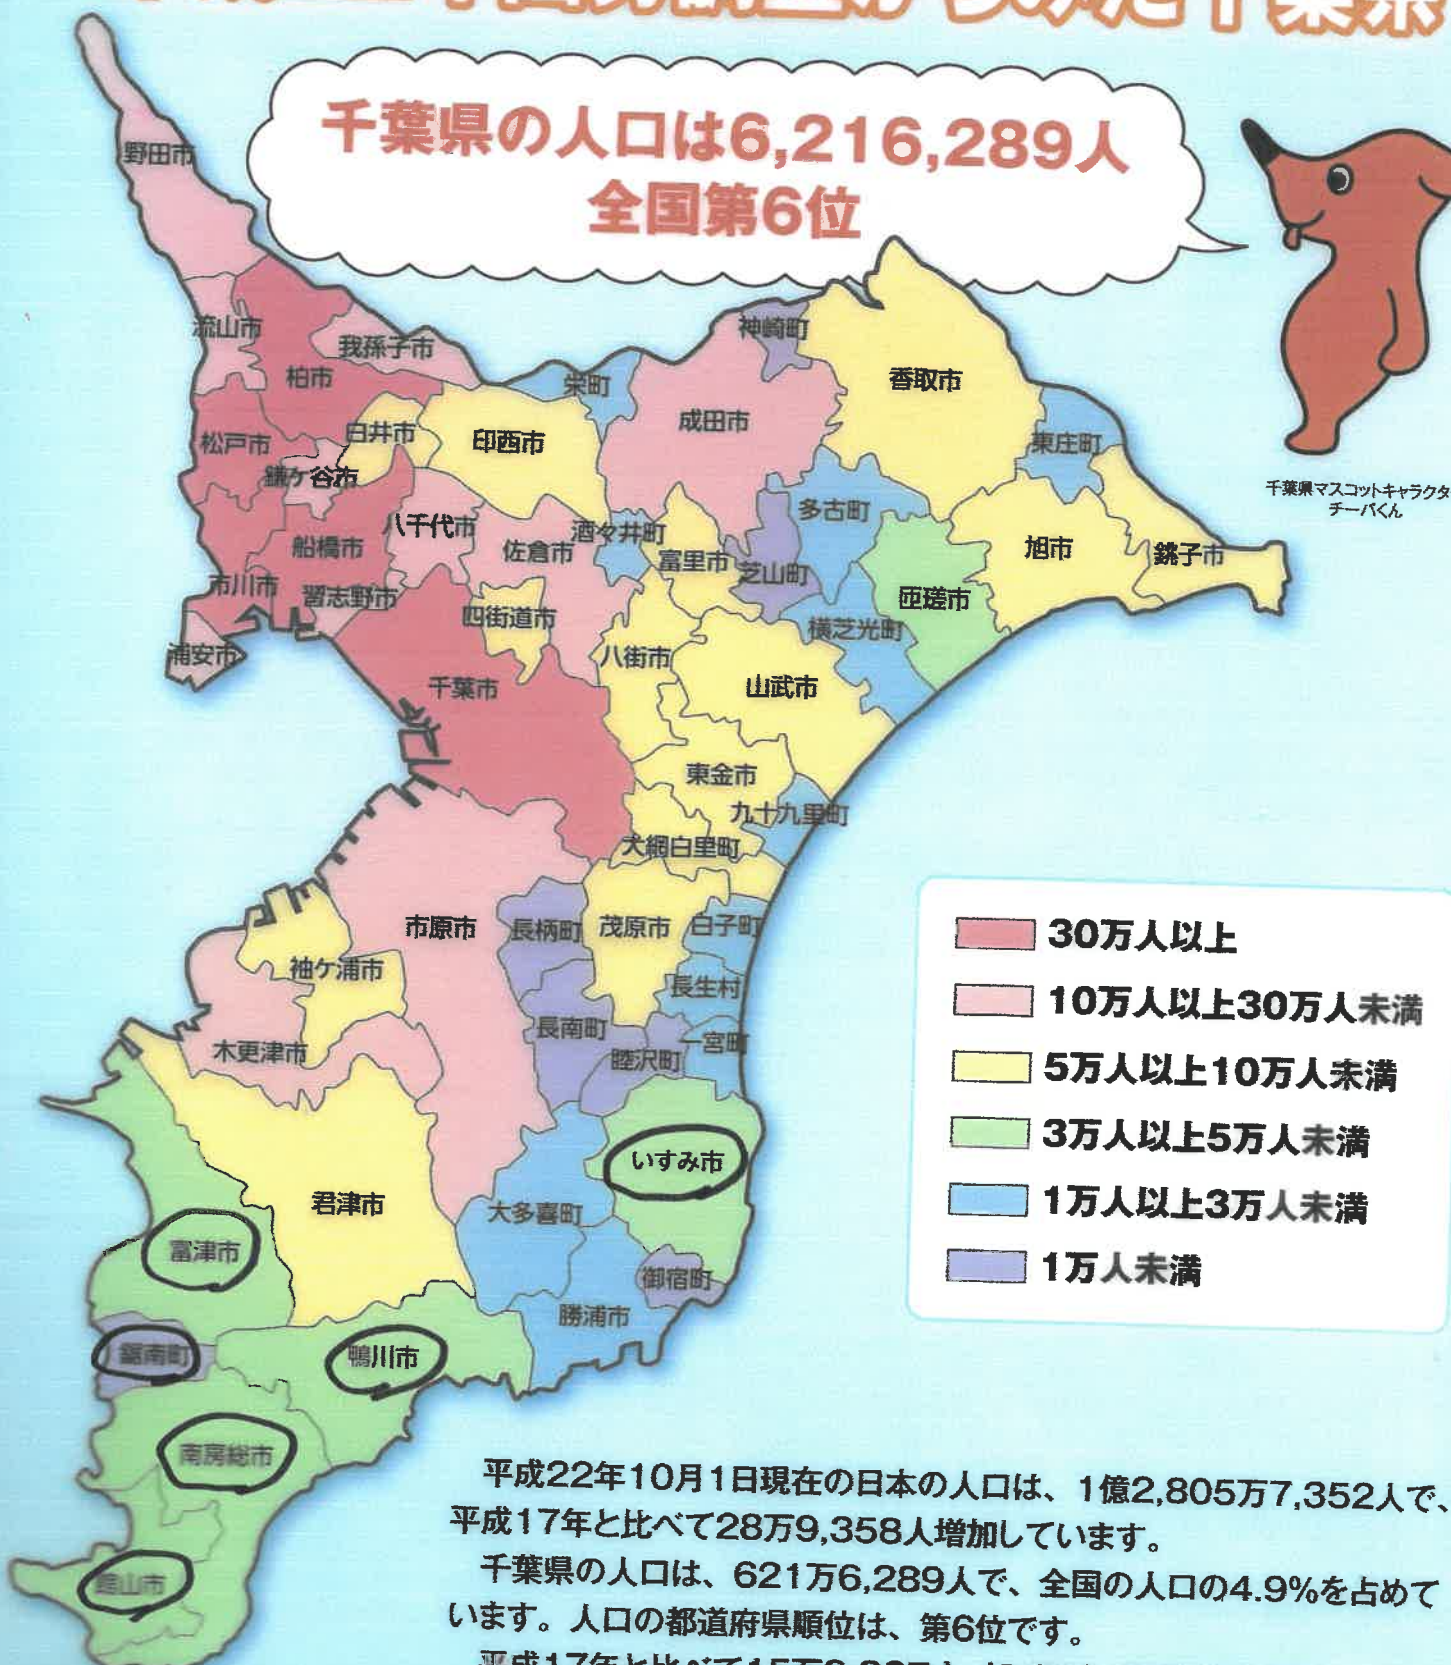 千葉県の人口は6,216,289人
全国第6位
千葉県マスコットキャラクタ
チーバくん
野田市
流山市
我孫子市
柏市
松戸市
鎌ケ谷市
白井市
印西市
栄町
成田市
神崎町
香取市
東庄町
船橋市
八千代市
佐倉市
酒々井町
富里市
芝山町
多古町
匝瑳市
旭市
銚子市
市川市
習志野市
四街道市
八街市
横芝光町
浦安市
千葉市
山武市
東金市
九十九里町
大網白里町
市原市
長柄町
茂原市
白子町
袖ケ浦市
長生村
長南町
一宮町
木更津市
睦沢町
いすみ市
君津市
大多喜町
富津市
御宿町
勝浦市
鋸南町
鴨川市
南房総市
館山市
30万人以上
10万人以上30万人未満
5万人以上10万人未満
3万人以上5万人未満
1万人以上3万人未満
1万人未満
平成22年10月1日現在の日本の人口は、1億2,805万7,352人で、
平成17年と比べて28万9,358人増加しています。
千葉県の人口は、621万6,289人で、全国の人口の4.9%を占めて
います。人口の都道府県順位は、第6位です。
平成17年と比べて